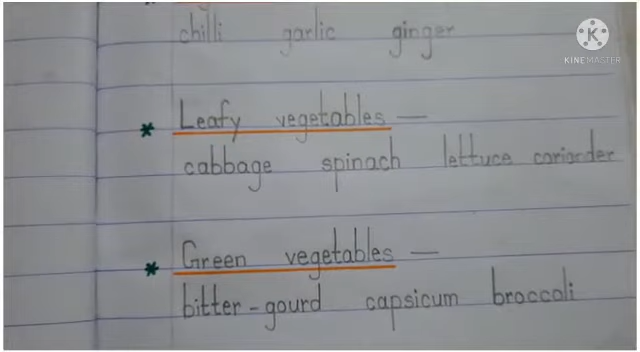 chilli garlic ginger
KINEMASTER
* Leafy vegetables —
cabbage spinach lettuce coriander
* Green vegetables —
bitter-gourd capsicum broccoli